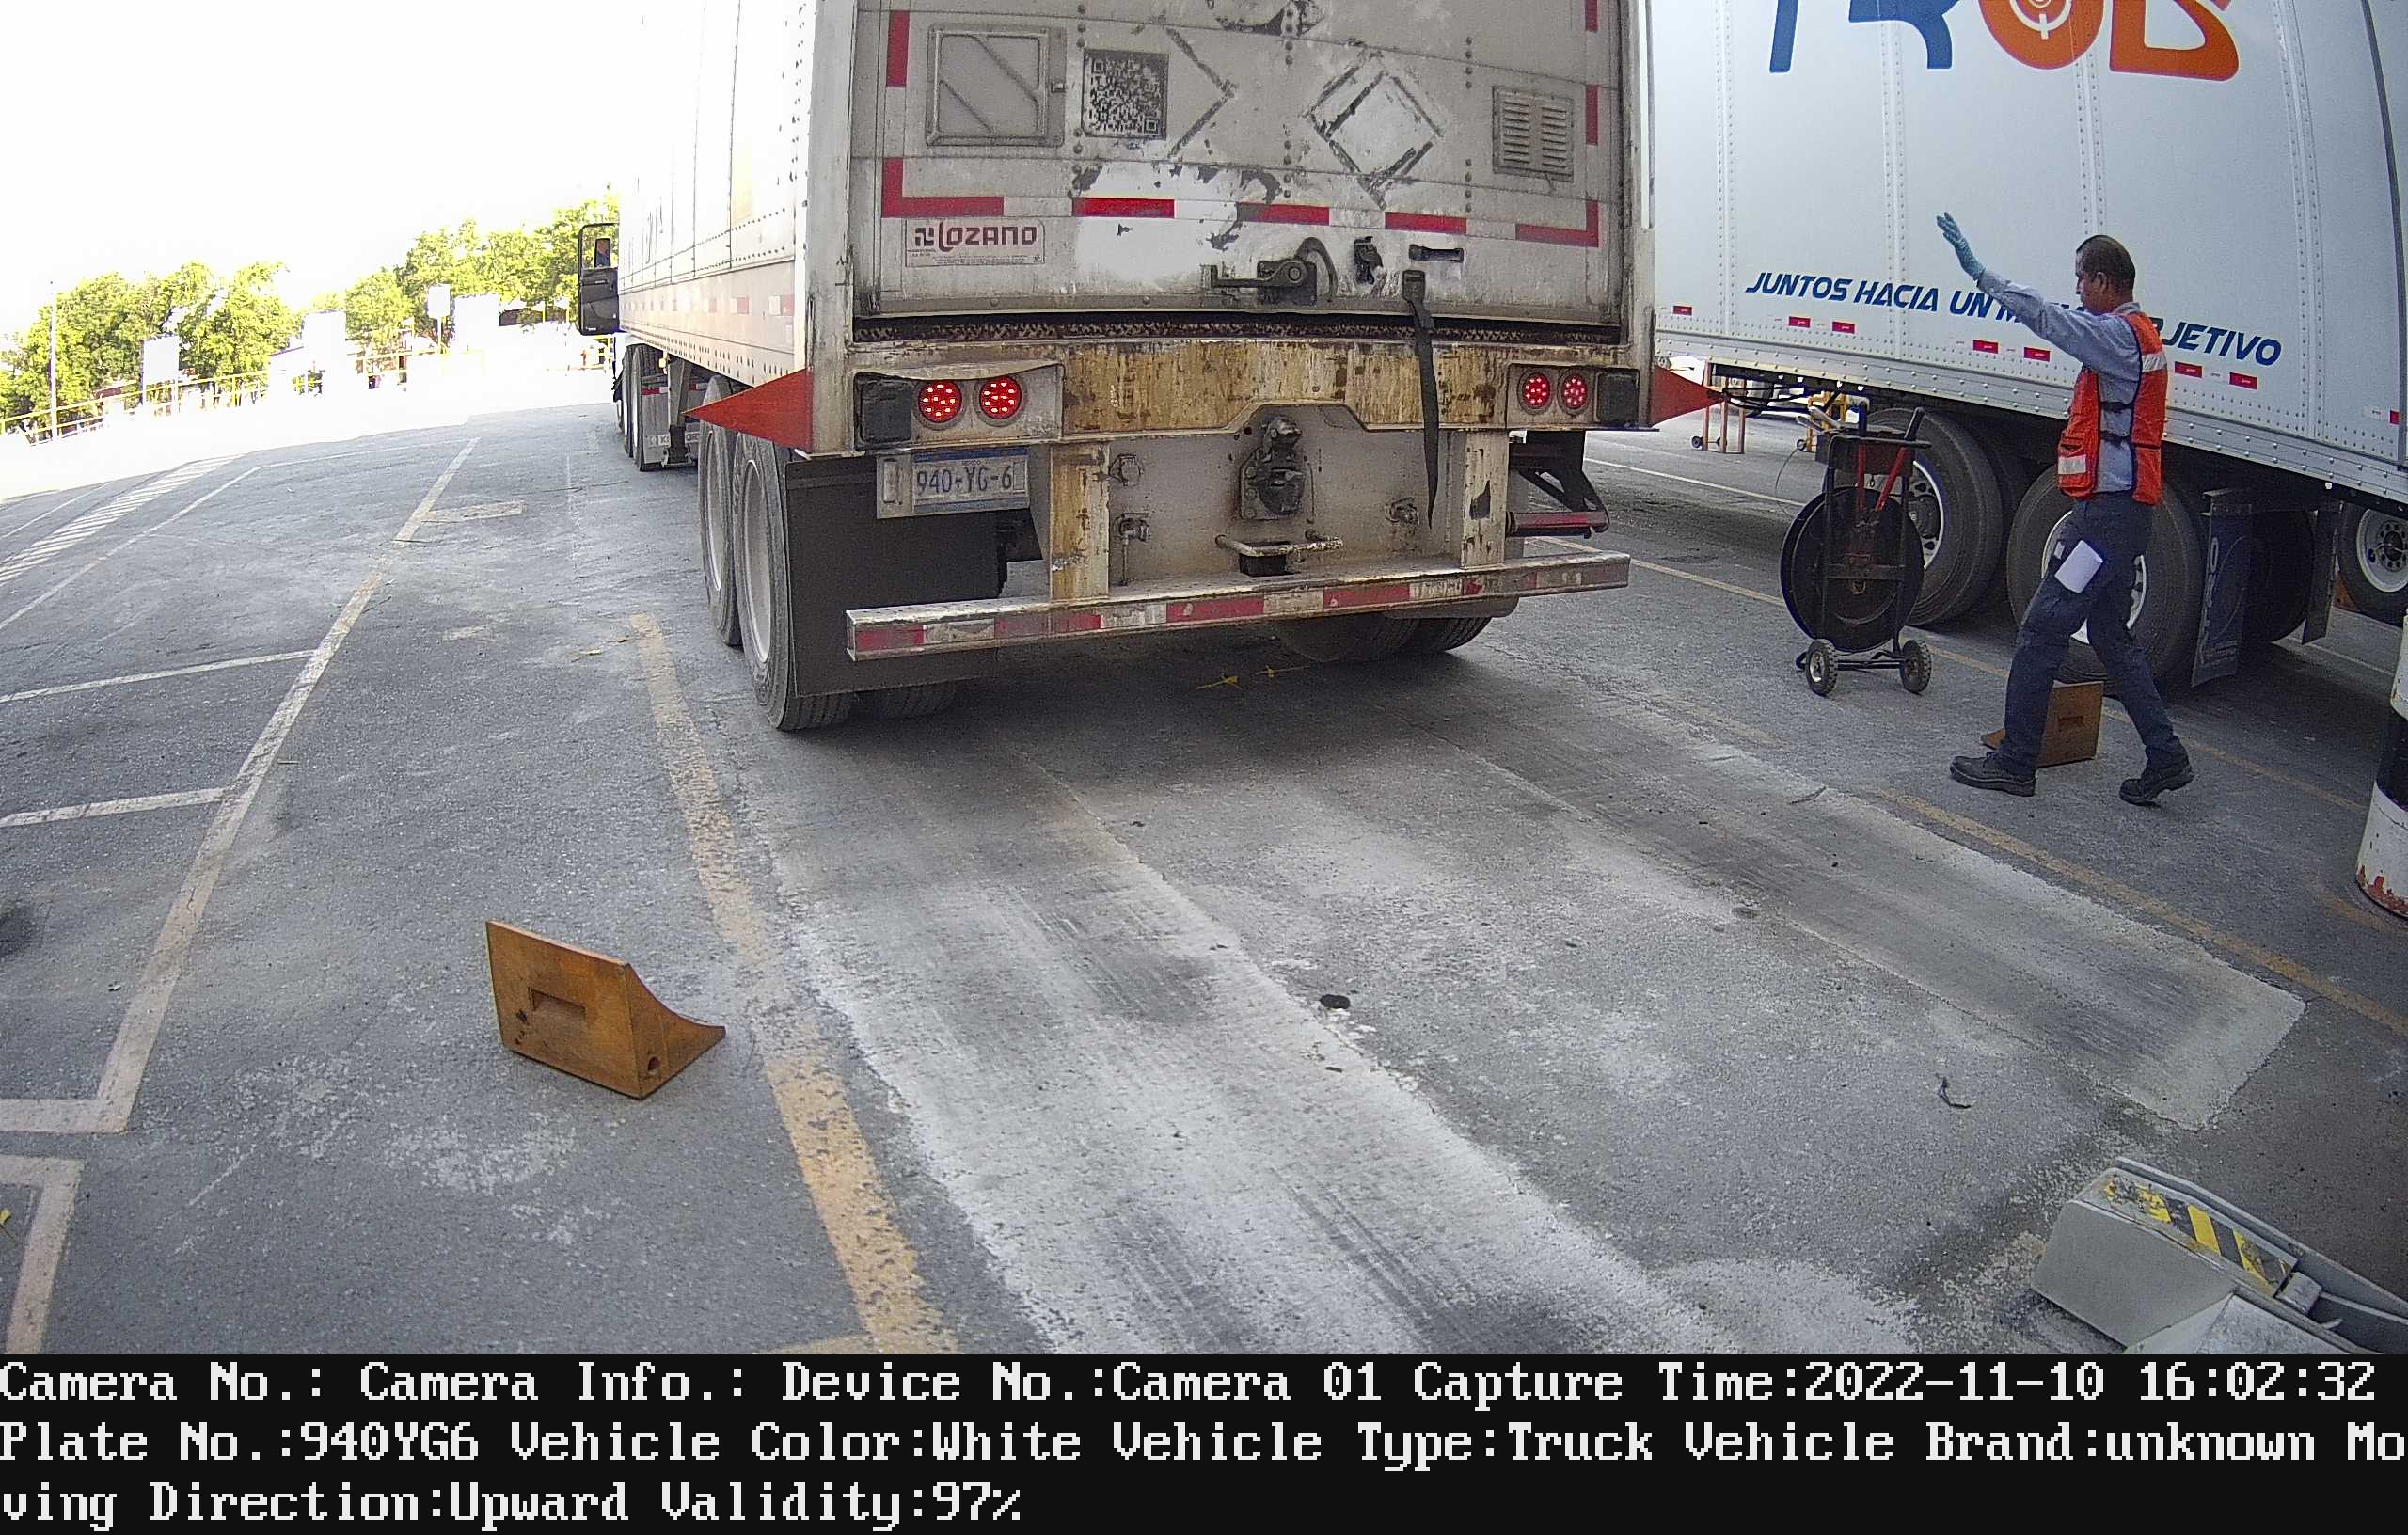 LOZANO
JUNTOS HACIA UN JETIVO
940-YG-6
Camera No.: Camera Info.: Device No.:Camera 01 Capture Time:2022-11-10 16:02:32
Plate No.:940YG6 Vehicle Color:White Vehicle Type:Truck Vehicle Brand:unknown Mo
ving Direction:Upward Validity:97%